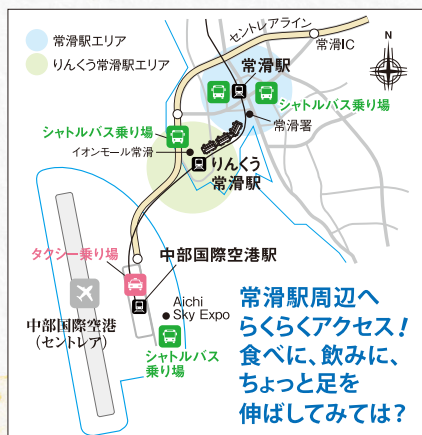 常滑駅エリア
りんくう常滑駅エリア
セントレアライン
常滑IC
N
常滑駅
シャトルバス乗り場
常滑署
シャトルバス乗り場
イオンモール常滑
りんくう
常滑駅
タクシー乗り場
中部国際空港駅
中部国際空港
(セントレア)
Aichi
Sky Expo
シャトルバス
乗り場
常滑駅周辺へ
らくらくアクセス!
食べに、飲みに、
ちょっと足を
伸ばしてみては?